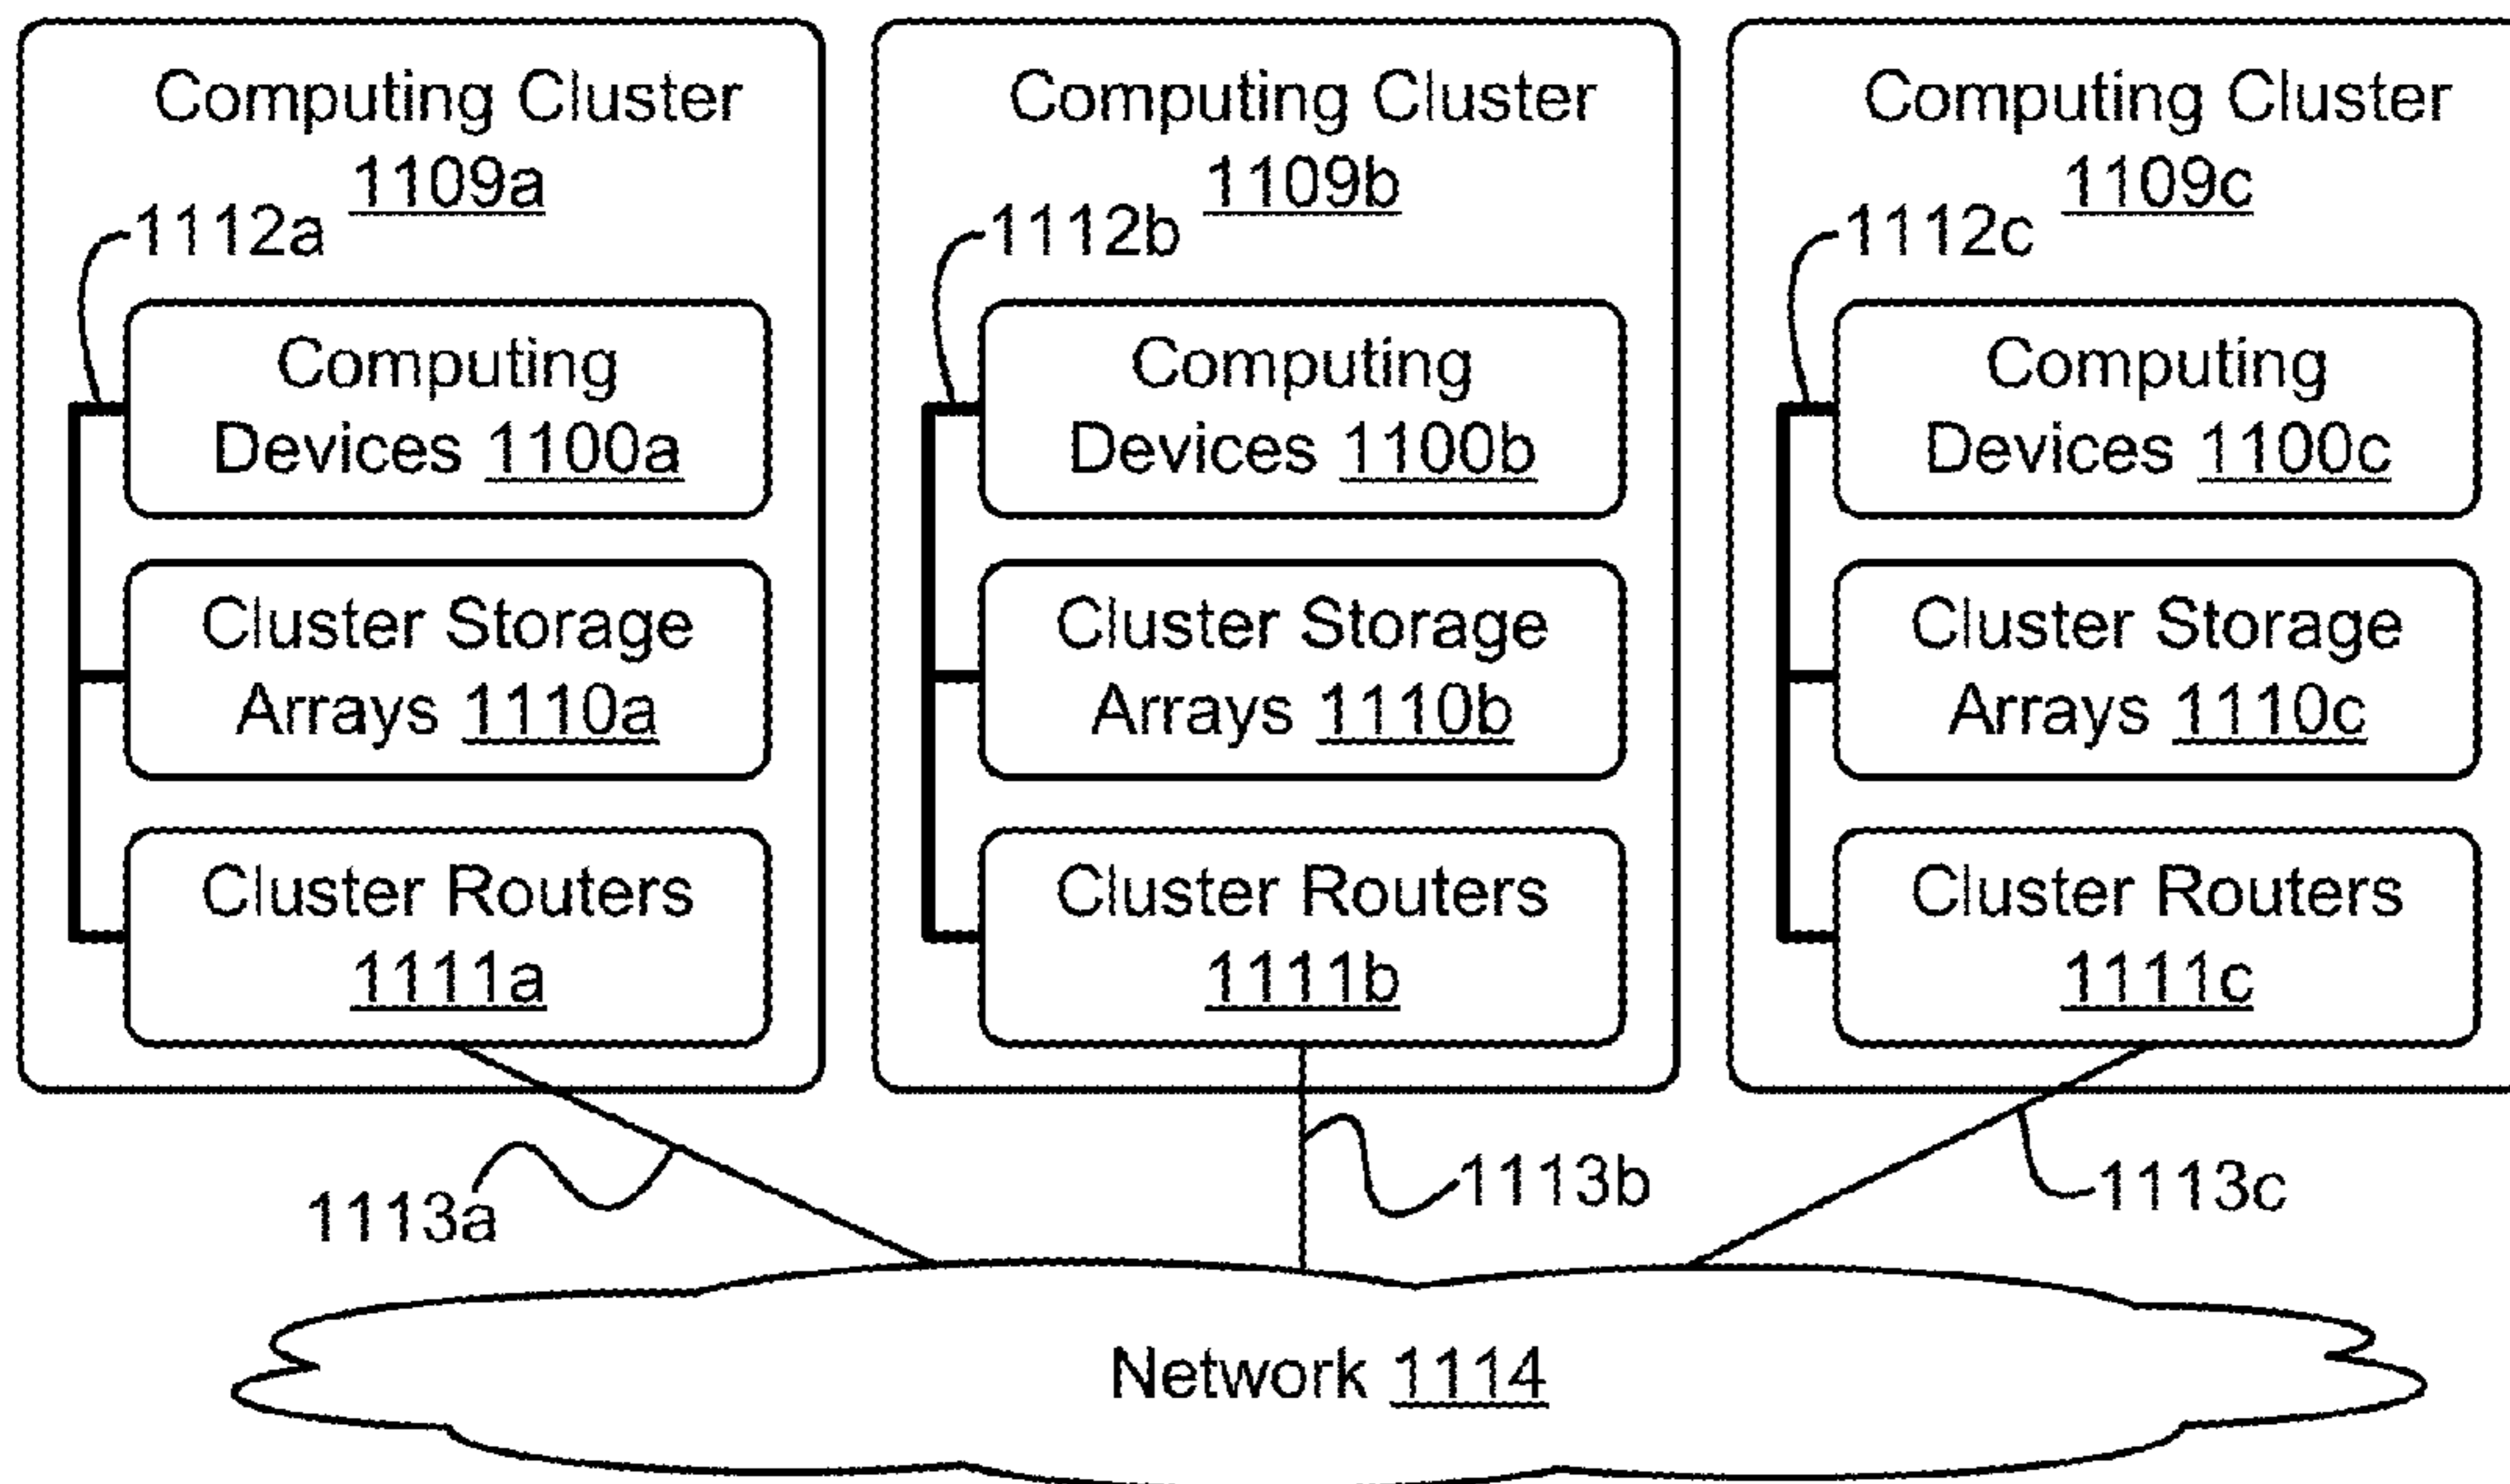 Computing Cluster
1109a
1112a
Computing
Devices 1100a
Cluster Storage
Arrays 1110a
Cluster Routers
1111a
Computing Cluster
1109b
1112b
Computing
Devices 1100b
Cluster Storage
Arrays 1110b
Cluster Routers
1111b
Computing Cluster
1109c
1112c
Computing
Devices 1100c
Cluster Storage
Arrays 1110c
Cluster Routers
1111c
1113a
1113b
1113c
Network 1114